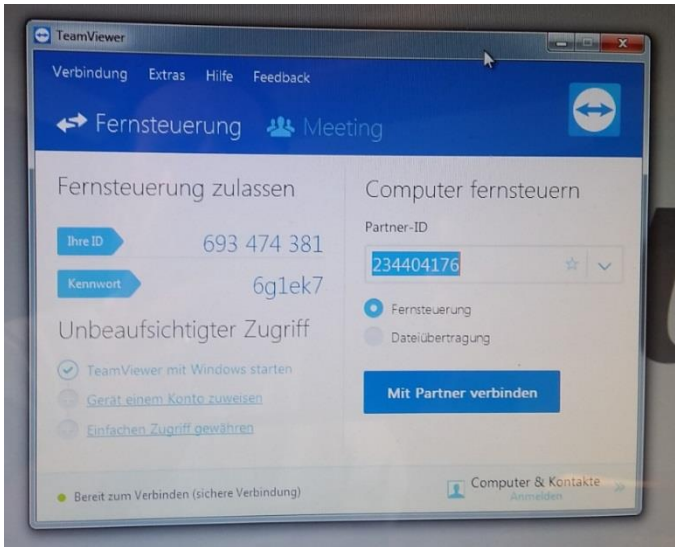 TeamViewer
Verbindung Extras Hilfe Feedback
Fernsteuerung Meeting
Fernsteuerung zulassen
Ihre ID 693 474 381
Kennwort 6g1ek7
Unbeaufsichtigter Zugriff
TeamViewer mit Windows starten
Gerät einem Konto zuweisen
Einfachen Zugriff gewähren
Computer fernsteuern
Partner-ID
234404176
Fernsteuerung
Dateiübertragung
Mit Partner verbinden
Bereit zum Verbinden (sichere Verbindung)
Computer & Kontakte
Anmelden